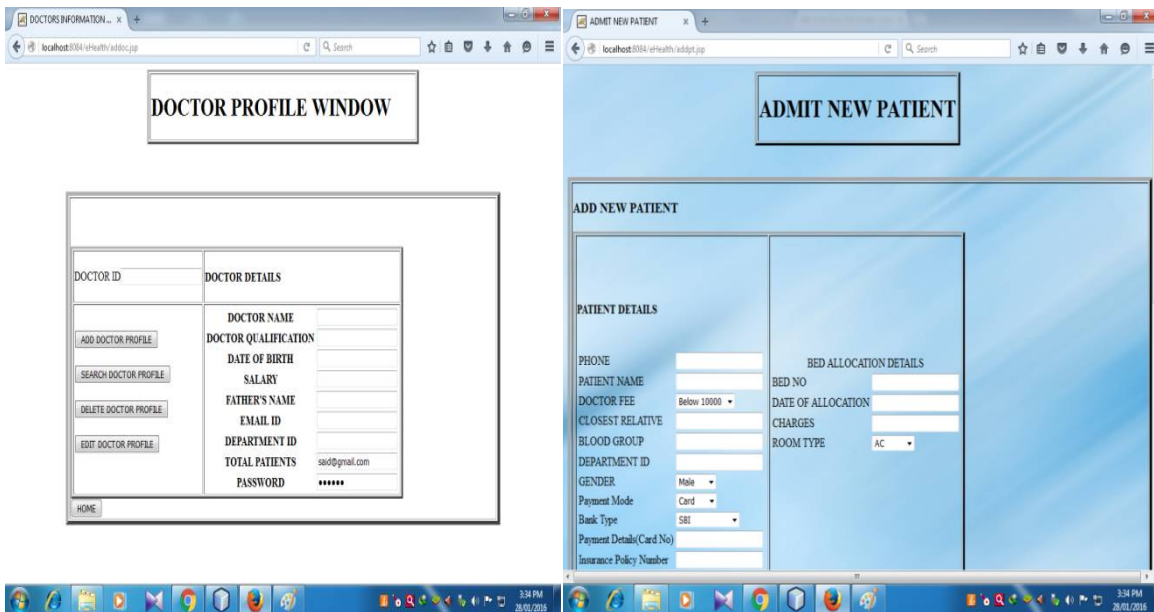 DOCTORS INFORMATION ... × +
localhost:8084/eHealth/addoc.jsp
Search
DOCTOR PROFILE WINDOW
DOCTOR ID
DOCTOR DETAILS
ADD DOCTOR PROFILE
SEARCH DOCTOR PROFILE
DELETE DOCTOR PROFILE
EDIT DOCTOR PROFILE
DOCTOR NAME
DOCTOR QUALIFICATION
DATE OF BIRTH
SALARY
FATHER'S NAME
EMAIL ID
DEPARTMENT ID
TOTAL PATIENTS said@gmail.com
PASSWORD ••••••
HOME
3:34 PM
28/01/2016
ADMIT NEW PATIENT × +
localhost:8084/eHealth/addpt.jsp
Search
ADMIT NEW PATIENT
ADD NEW PATIENT
PATIENT DETAILS
PHONE
PATIENT NAME
DOCTOR FEE Below 10000
CLOSEST RELATIVE
BLOOD GROUP
DEPARTMENT ID
GENDER Male
Payment Mode Card
Bank Type SBI
Payment Details(Card No)
Insurance Policy Number
BED ALLOCATION DETAILS
BED NO
DATE OF ALLOCATION
CHARGES
ROOM TYPE AC
3:34 PM
28/01/2016